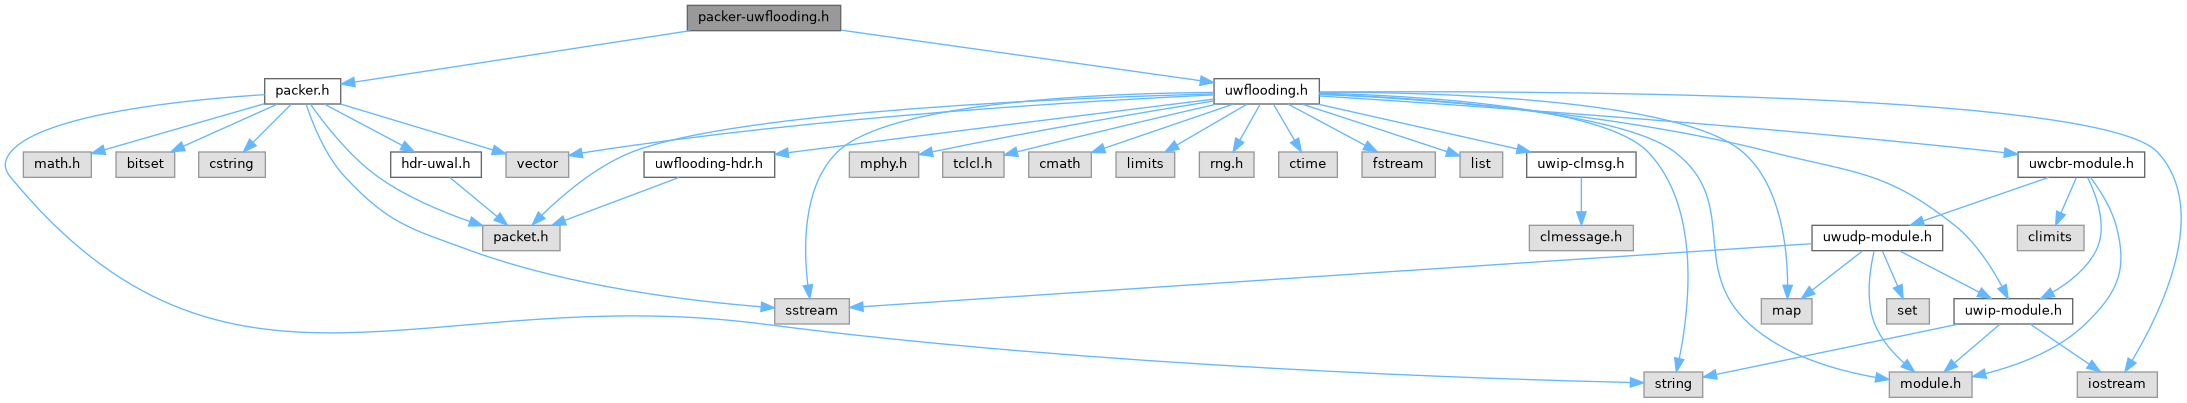 packer-uwflooding.h
packer.h
uwflooding.h
math.h
bitset
cstring
hdr-uwal.h
vector
uwflooding-hdr.h
mphy.h
tclcl.h
cmath
limits
rng.h
ctime
fstream
list
uwip-clmsg.h
uwcbr-module.h
packet.h
clmessage.h
uwudp-module.h
climits
sstream
map
set
uwip-module.h
string
module.h
iostream